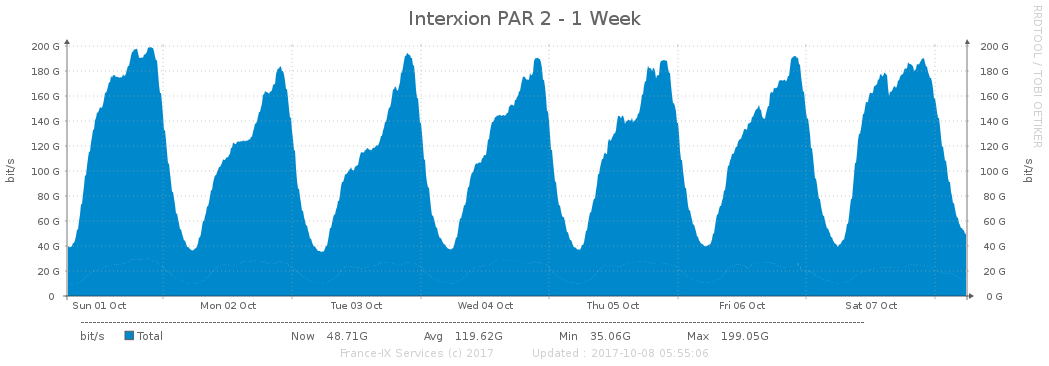 Interxion PAR 2 - 1 Week
RRDTOOL / TOBI OETIKER
200 G 200 G
180 G 180 G
160 G 160 G
140 G 140 G
120 G 120 G
100 G 100 G
80 G 80 G
60 G 60 G
40 G 40 G
20 G 20 G
0 0 G
bit/s bit/s
Sun 01 Oct Mon 02 Oct Tue 03 Oct Wed 04 Oct Thu 05 Oct Fri 06 Oct Sat 07 Oct
bit/s Total Now 48.71G Avg 119.62G Min 35.06G Max 199.05G
France-IX Services (c) 2017 Updated : 2017-10-08 05:55:06